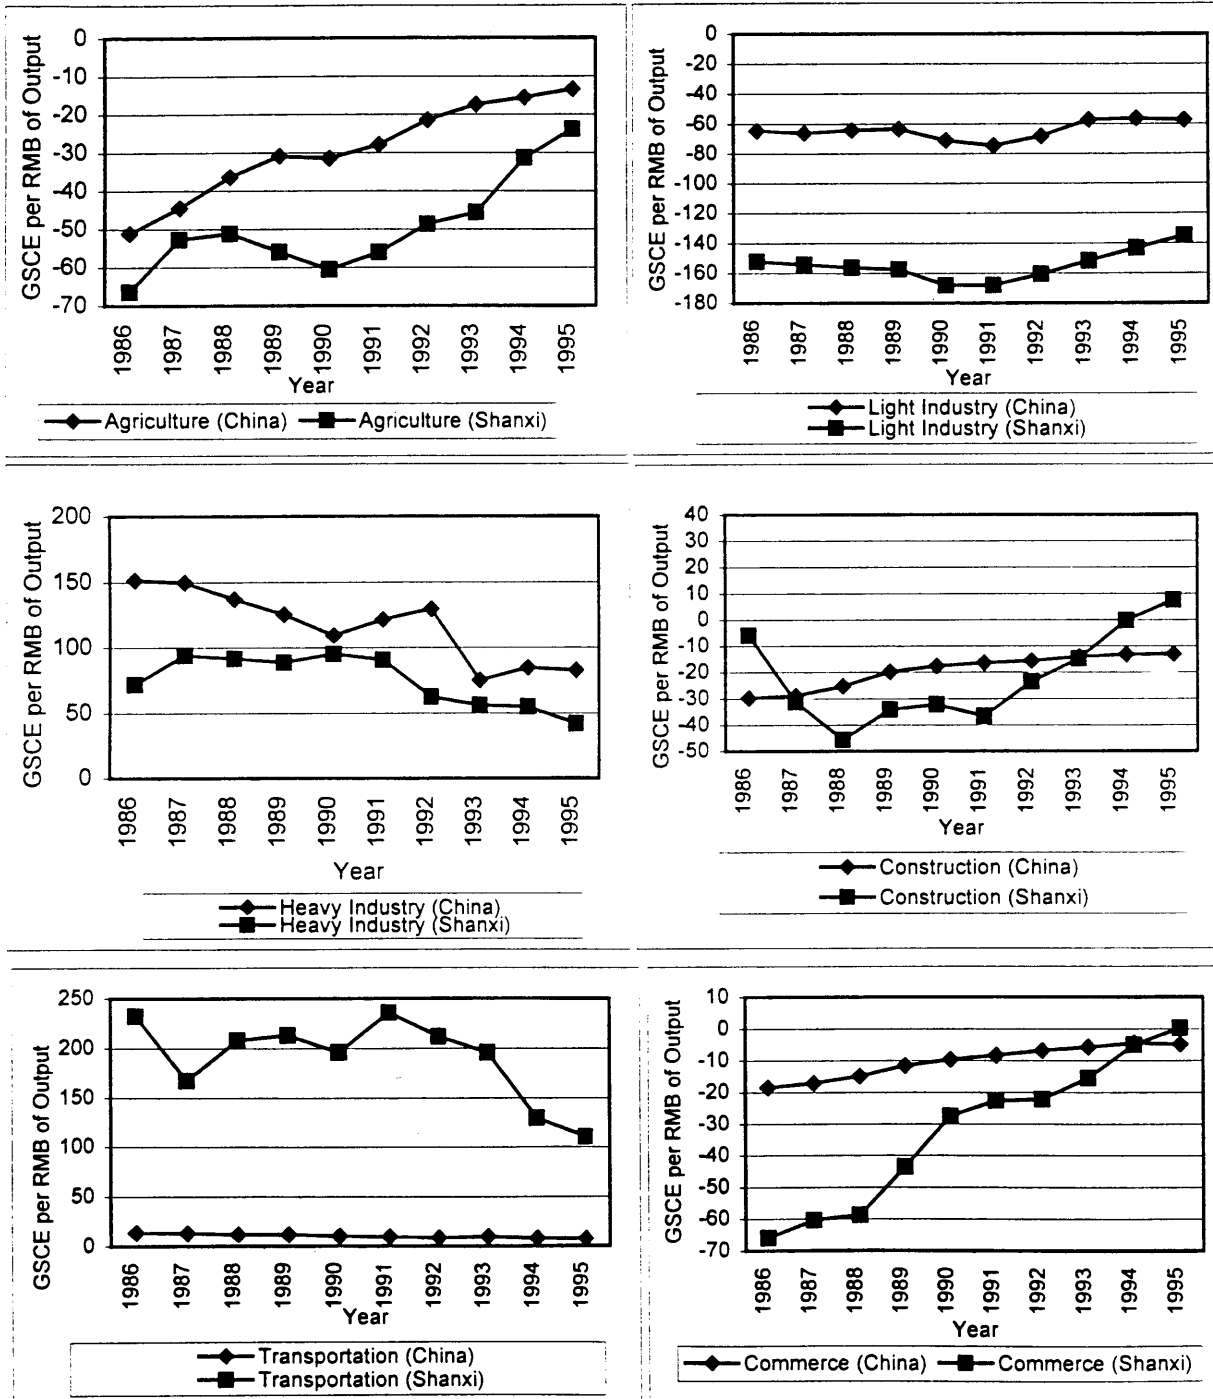 GSCE per RMB of Output
0
-10
-20
-30
-40
-50
-60
-70
1986 1987 1988 1989 1990 1991 1992 1993 1994 1995
Year
Agriculture (China) Agriculture (Shanxi)
GSCE per RMB of Output
0
-20
-40
-60
-80
-100
-120
-140
-160
-180
1986 1987 1988 1989 1990 1991 1992 1993 1994 1995
Year
Light Industry (China)
Light Industry (Shanxi)
GSCE per RMB of Output
200
150
100
50
0
1986 1987 1988 1989 1990 1991 1992 1993 1994 1995
Year
Heavy Industry (China)
Heavy Industry (Shanxi)
GSCE per RMB of Output
40
30
20
10
0
-10
-20
-30
-40
-50
1986 1987 1988 1989 1990 1991 1992 1993 1994 1995
Year
Construction (China)
Construction (Shanxi)
GSCE per RMB of Output
250
200
150
100
50
0
1986 1987 1988 1989 1990 1991 1992 1993 1994 1995
Year
Transportation (China)
Transportation (Shanxi)
GSCE per RMB of Output
10
0
-10
-20
-30
-40
-50
-60
-70
1986 1987 1988 1989 1990 1991 1992 1993 1994 1995
Year
Commerce (China) Commerce (Shanxi)